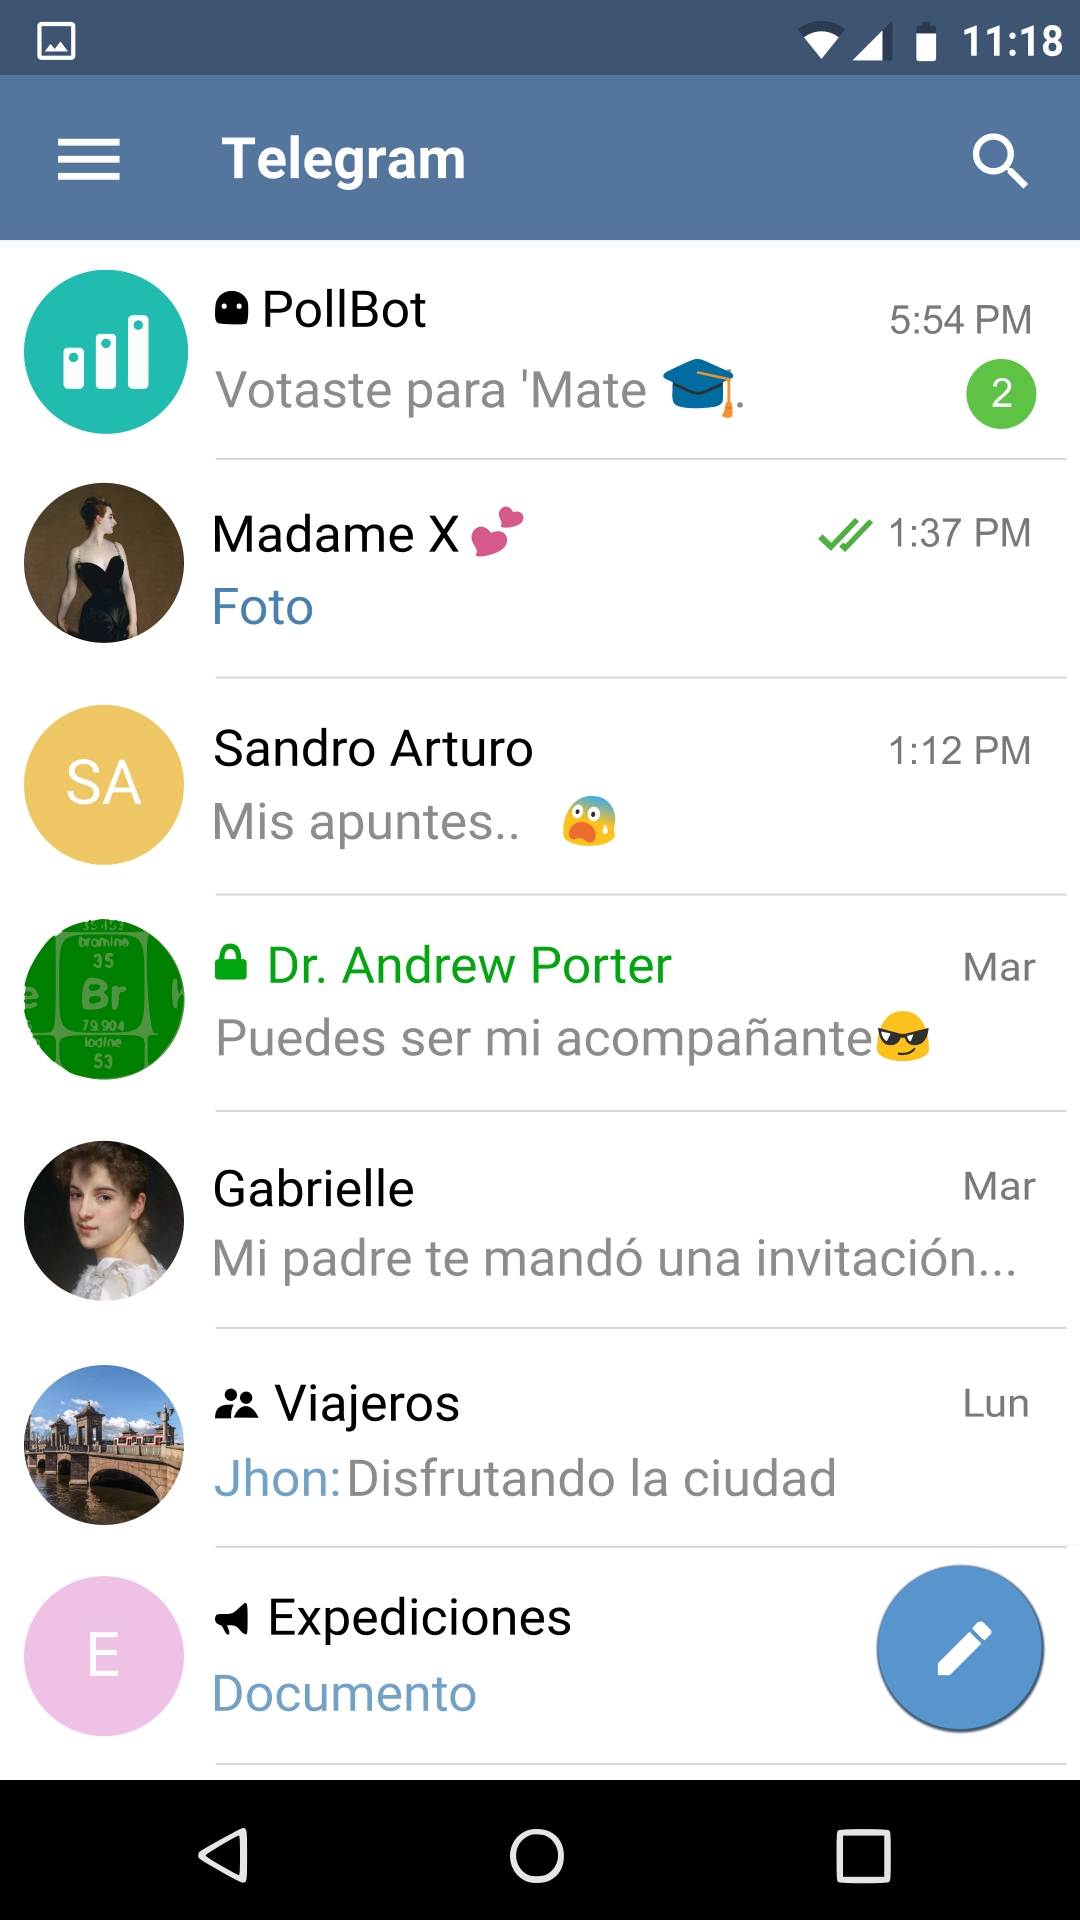 11:18
Telegram
PollBot
5:54 PM
Votaste para 'Mate 🎓.
2
Madame X 💕
1:37 PM
Foto
SA
Sandro Arturo
1:12 PM
Mis apuntes.. 😰
35 453
bromine
35
Br
79.904
iodine
53
Dr. Andrew Porter
Mar
Puedes ser mi acompañante😎
Gabrielle
Mar
Mi padre te mandó una invitación...
Viajeros
Lun
Jhon: Disfrutando la ciudad
E
Expediciones
Documento